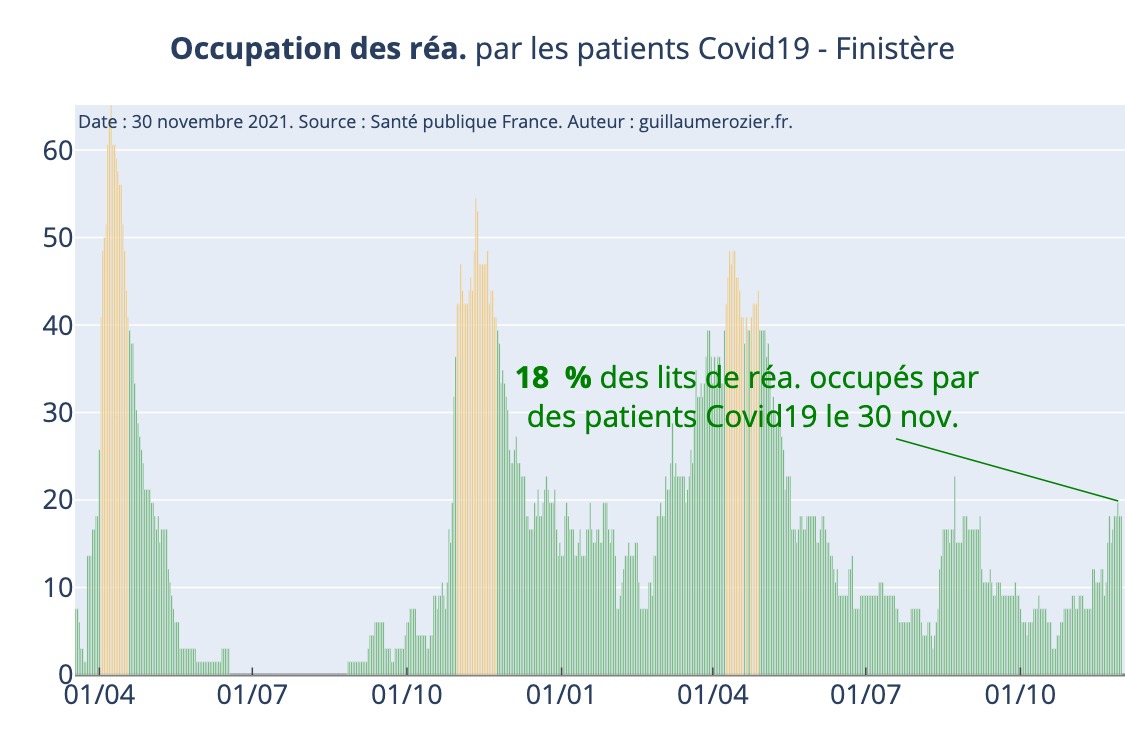 Occupation des réa. par les patients Covid19 - Finistère
Date : 30 novembre 2021. Source : Santé publique France. Auteur : guillaumerozier.fr.
60
50
40
30
20
10
0
18 % des lits de réa. occupés par
des patients Covid19 le 30 nov.
01/04 01/07 01/10 01/01 01/04 01/07 01/10